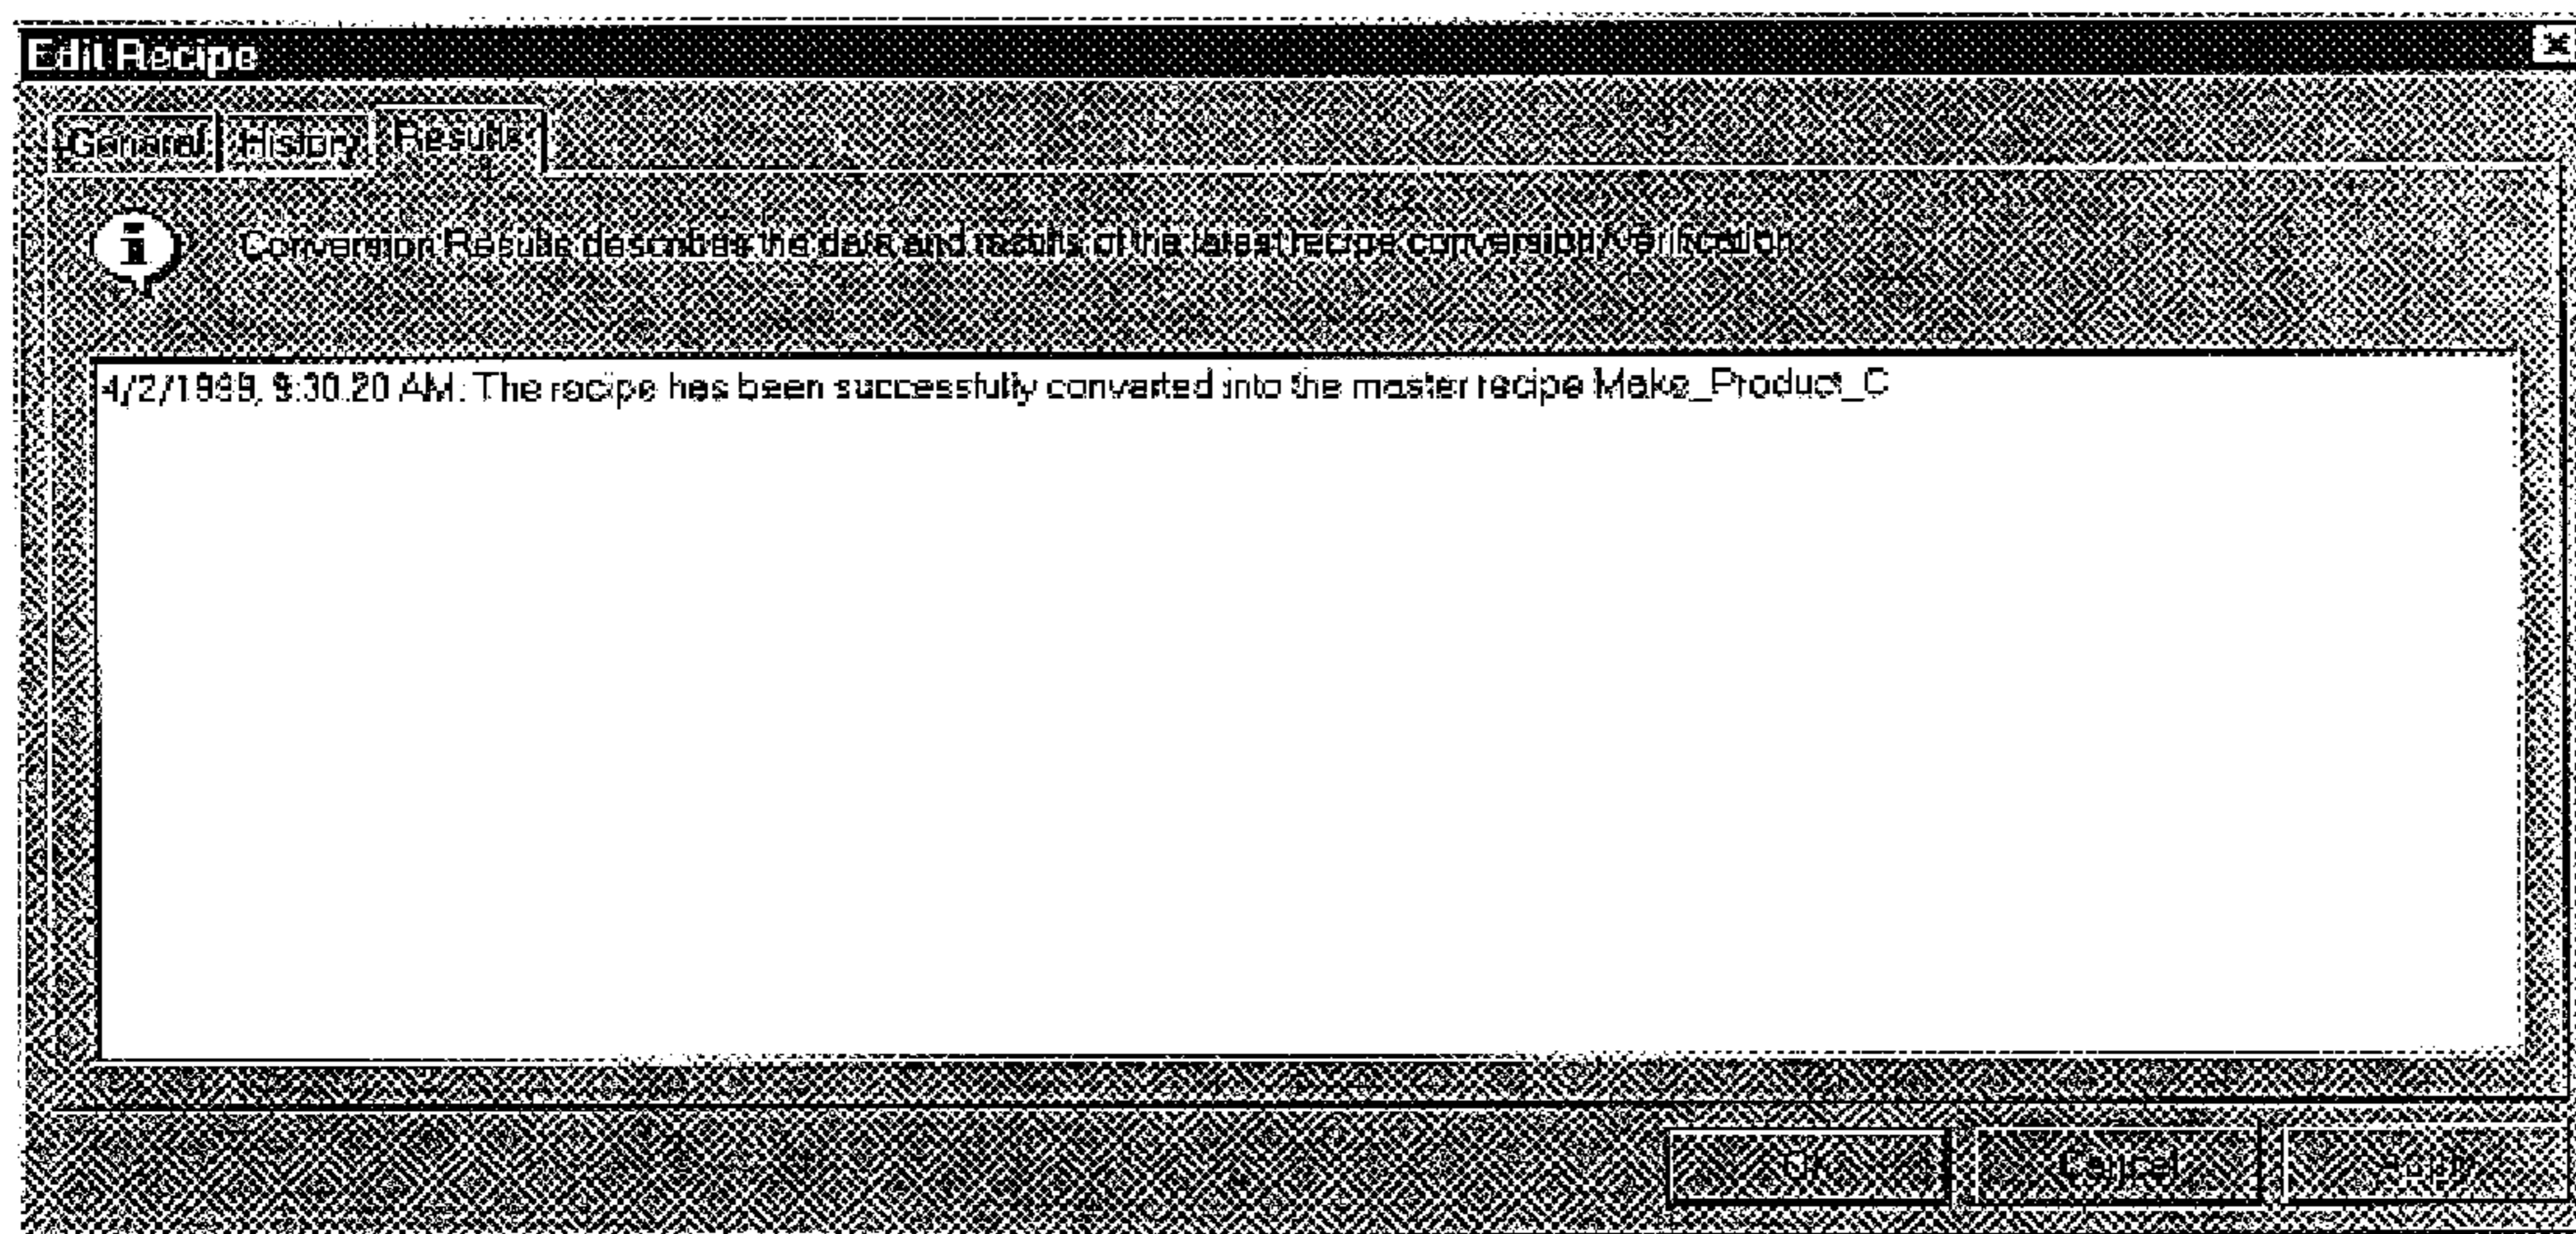 Edit Recipe
General History Results
i Conversion Results describes the date and results of the latest recipe conversion/verification.
4/2/1999, 9:30:20 AM: The recipe has been successfully converted into the master recipe Make_Product_C
OK Cancel Apply